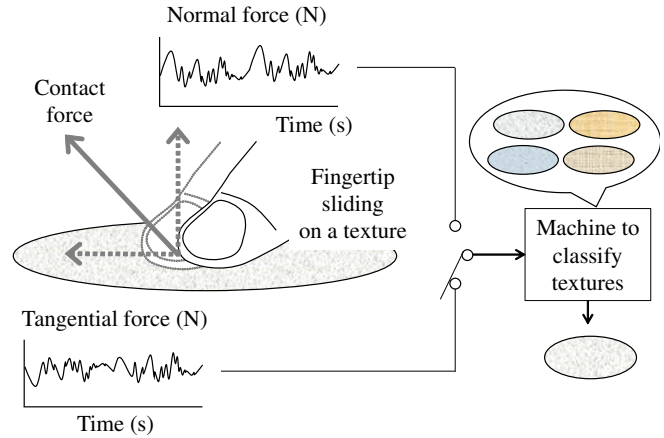 Normal force (N)
Time (s)
Contact
force
Fingertip
sliding
on a texture
Machine to
classify
textures
Tangential force (N)
Time (s)